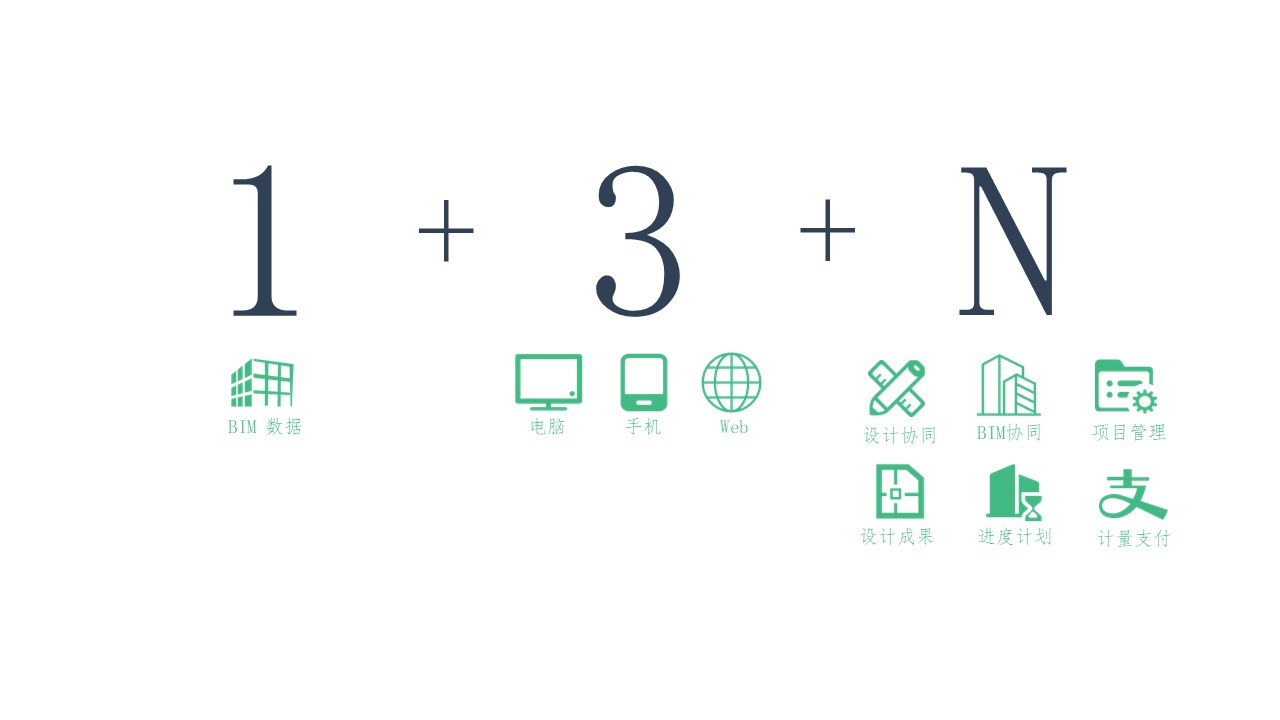 1 + 3 + N
BIM 数据
电脑 手机 Web
设计协同 BIM协同 项目管理
设计成果 进度计划 计量支付